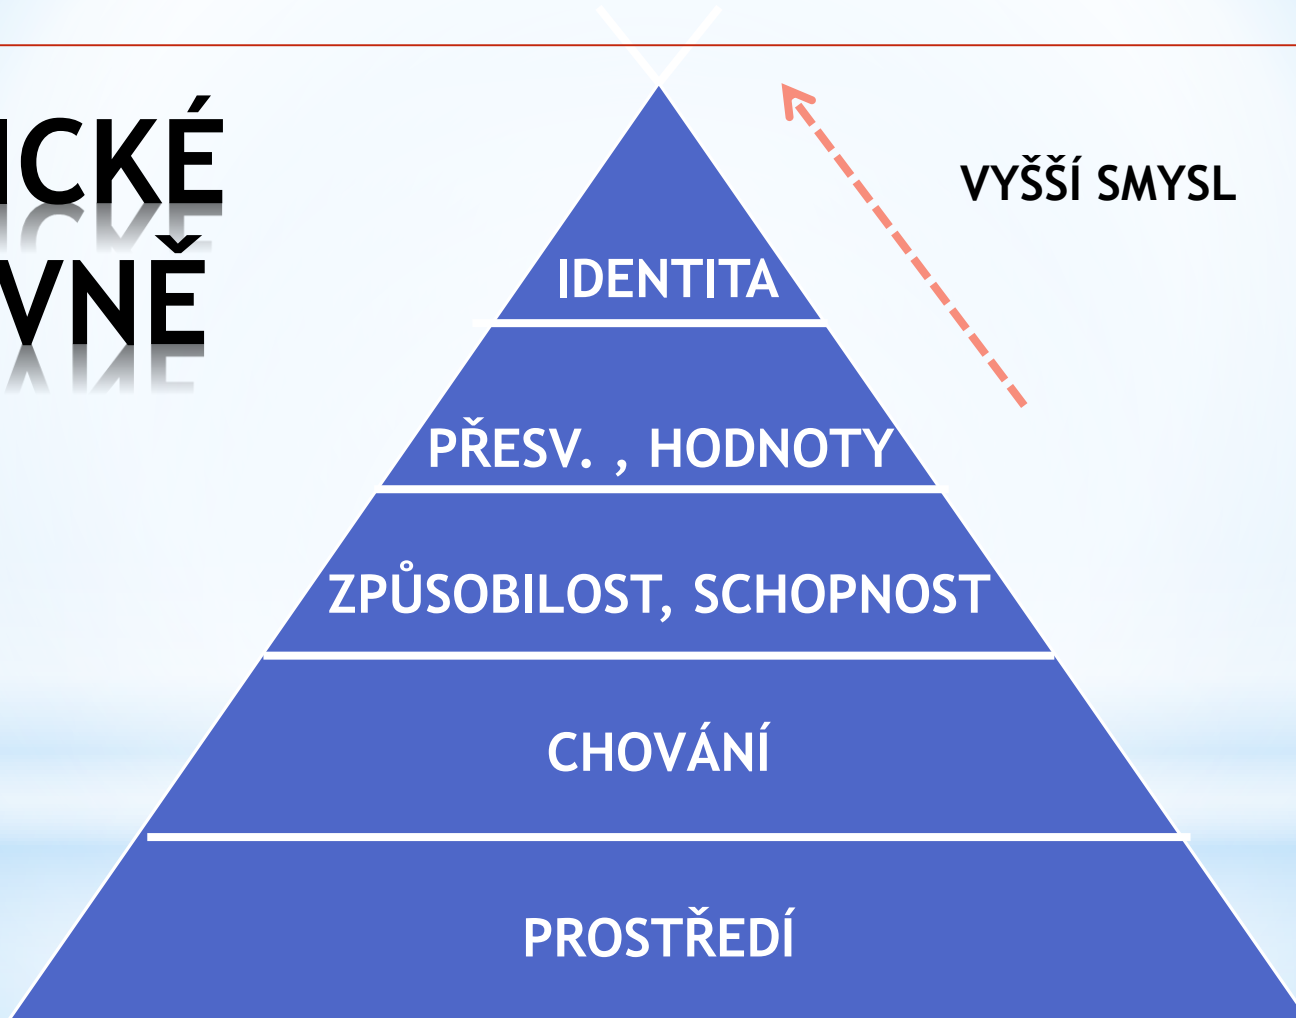 ICKÉ
VNĚ
VYŠŠÍ SMYSL
IDENTITA
PŘESV. , HODNOTY
ZPŮSOBILOST, SCHOPNOST
CHOVÁNÍ
PROSTŘEDÍ